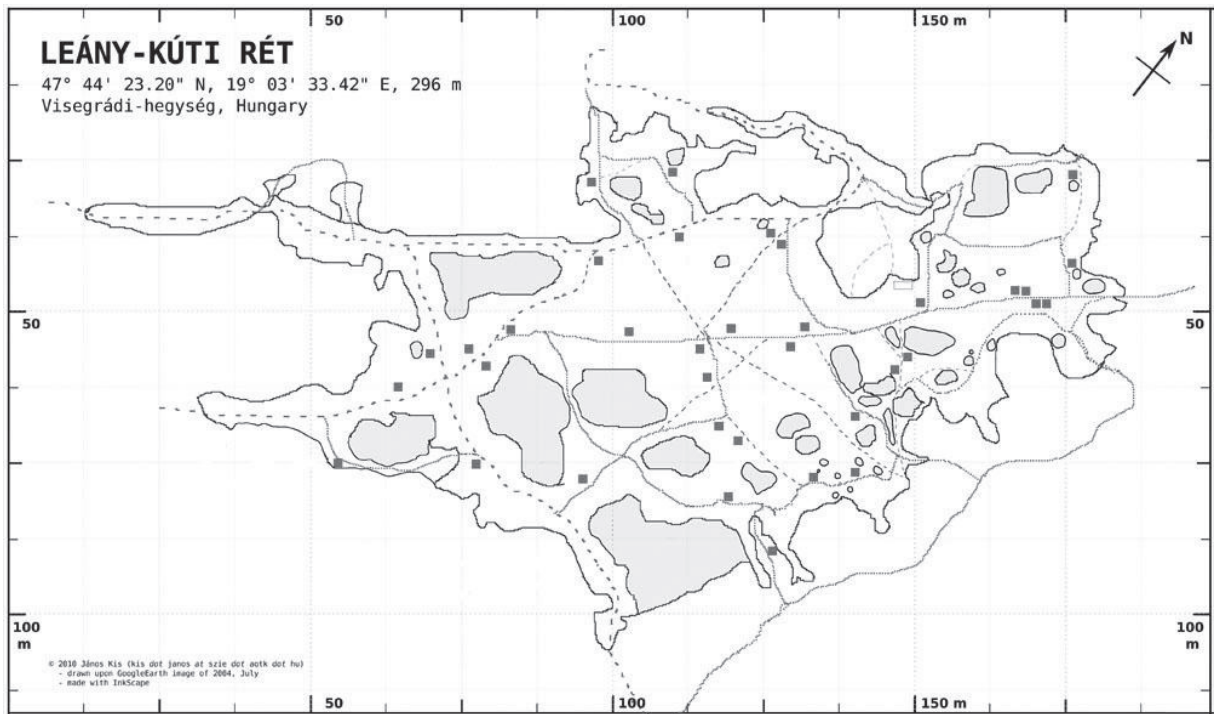 50
100
150 m
LEÁNY-KÚTI RÉT
47° 44' 23.20" N, 19° 03' 33.42" E, 296 m
Visegrádi-hegység, Hungary
N
50
50
100
m
100
m
© 2010 János Kis (kis dot janos at szie dot aotk dot hu)
- drawn upon GoogleEarth image of 2004, July
- made with InkScape
50
100
150 m